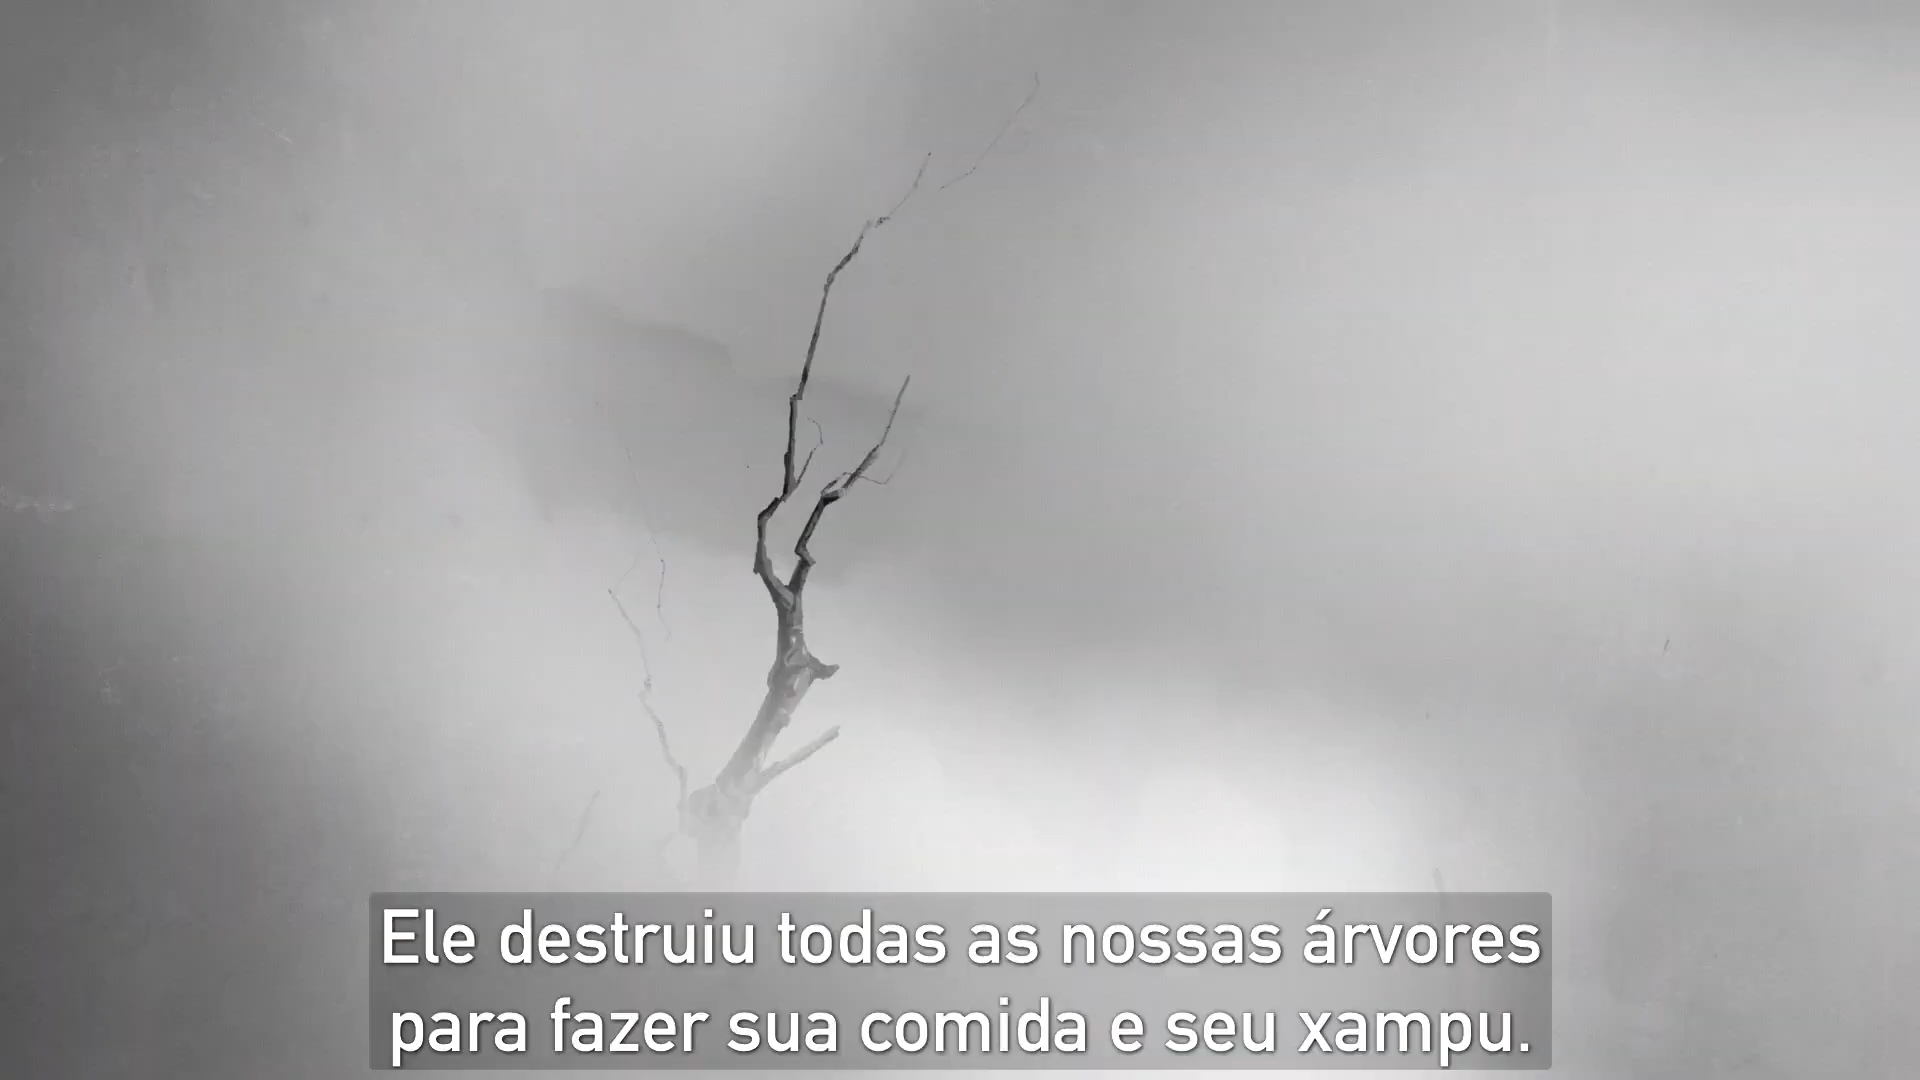 Ele destruiu todas as nossas árvores
para fazer sua comida e seu xampu.